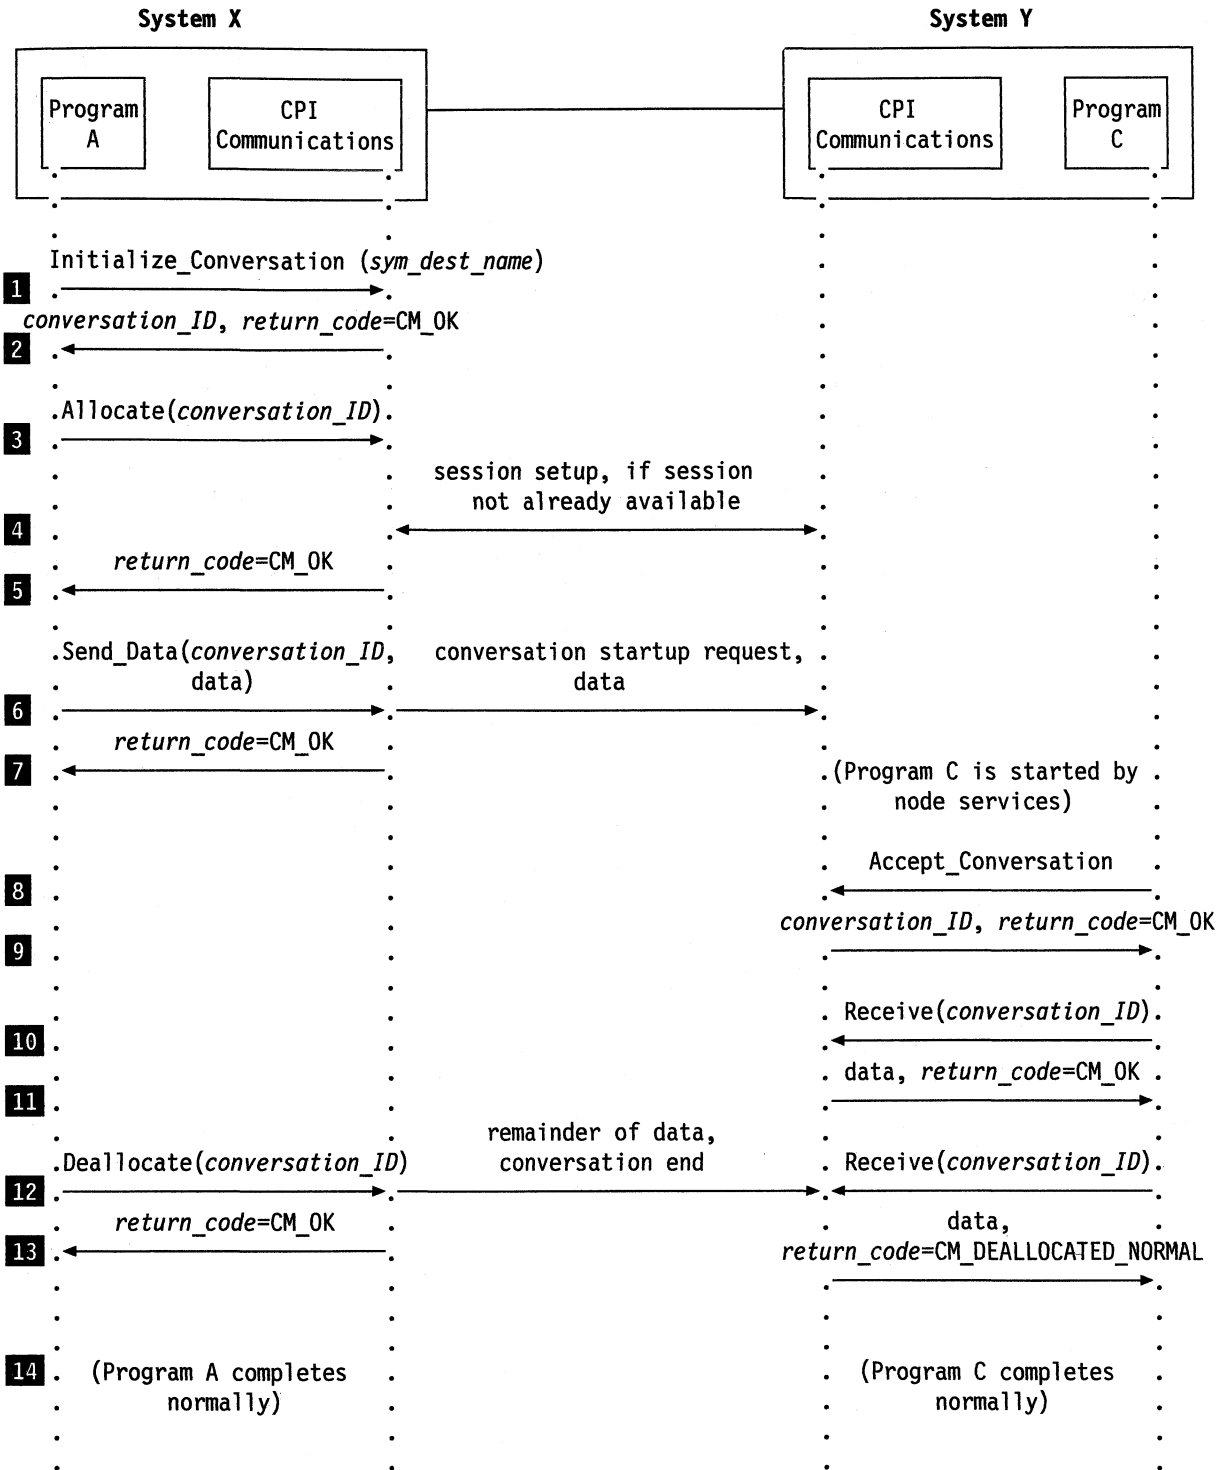 System X
System Y
Program
A
CPI
Communications
CPI
Communications
Program
C
Initialize_Conversation (sym_dest_name)
1
conversation_ID, return_code=CM_OK
2
Allocate(conversation_ID)
3
session setup, if session
not already available
4
return_code=CM_OK
5
Send_Data(conversation_ID,
data)
conversation startup request,
data
6
return_code=CM_OK
7
(Program C is started by
node services)
Accept_Conversation
8
conversation_ID, return_code=CM_OK
9
Receive(conversation_ID)
10
data, return_code=CM_OK
11
remainder of data,
conversation end
Deallocate(conversation_ID)
Receive(conversation_ID)
12
return_code=CM_OK
data,
return_code=CM_DEALLOCATED_NORMAL
13
14
(Program A completes
normally)
(Program C completes
normally)